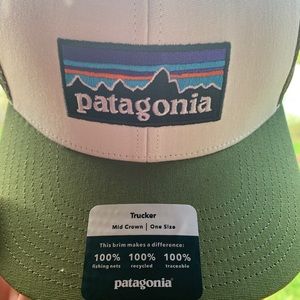 patagonia
Trucker
Mid Crown | One Size
This brim makes a difference:
100% 100% 100%
fishing nets recycled traceable
patagonia